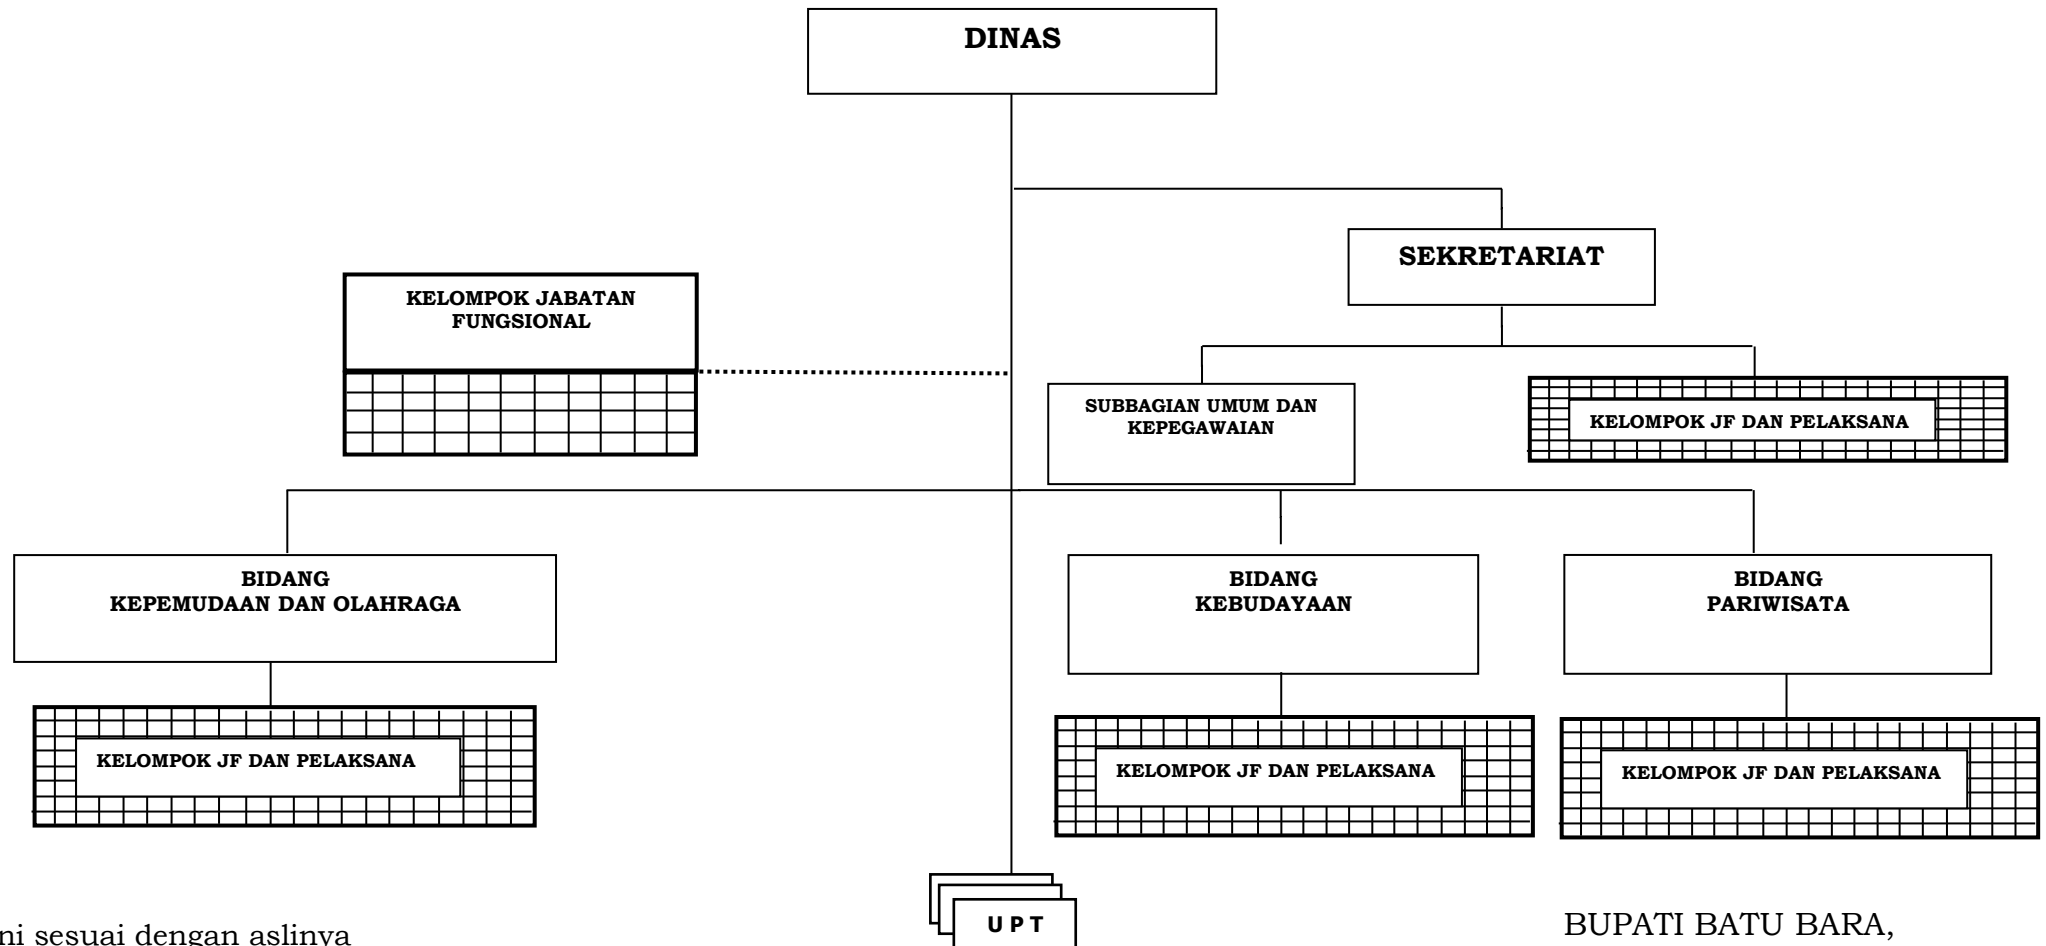 DINAS
SEKRETARIAT
KELOMPOK JABATAN
FUNGSIONAL
SUBBAGIAN UMUM DAN
KEPEGAWAIAN
KELOMPOK JF DAN PELAKSANA
BIDANG
KEPEMUDAAN DAN OLAHRAGA
BIDANG
KEBUDAYAAN
BIDANG
PARIWISATA
KELOMPOK JF DAN PELAKSANA
KELOMPOK JF DAN PELAKSANA
KELOMPOK JF DAN PELAKSANA
U P T
ni sesuai dengan aslinya
BUPATI BATU BARA,